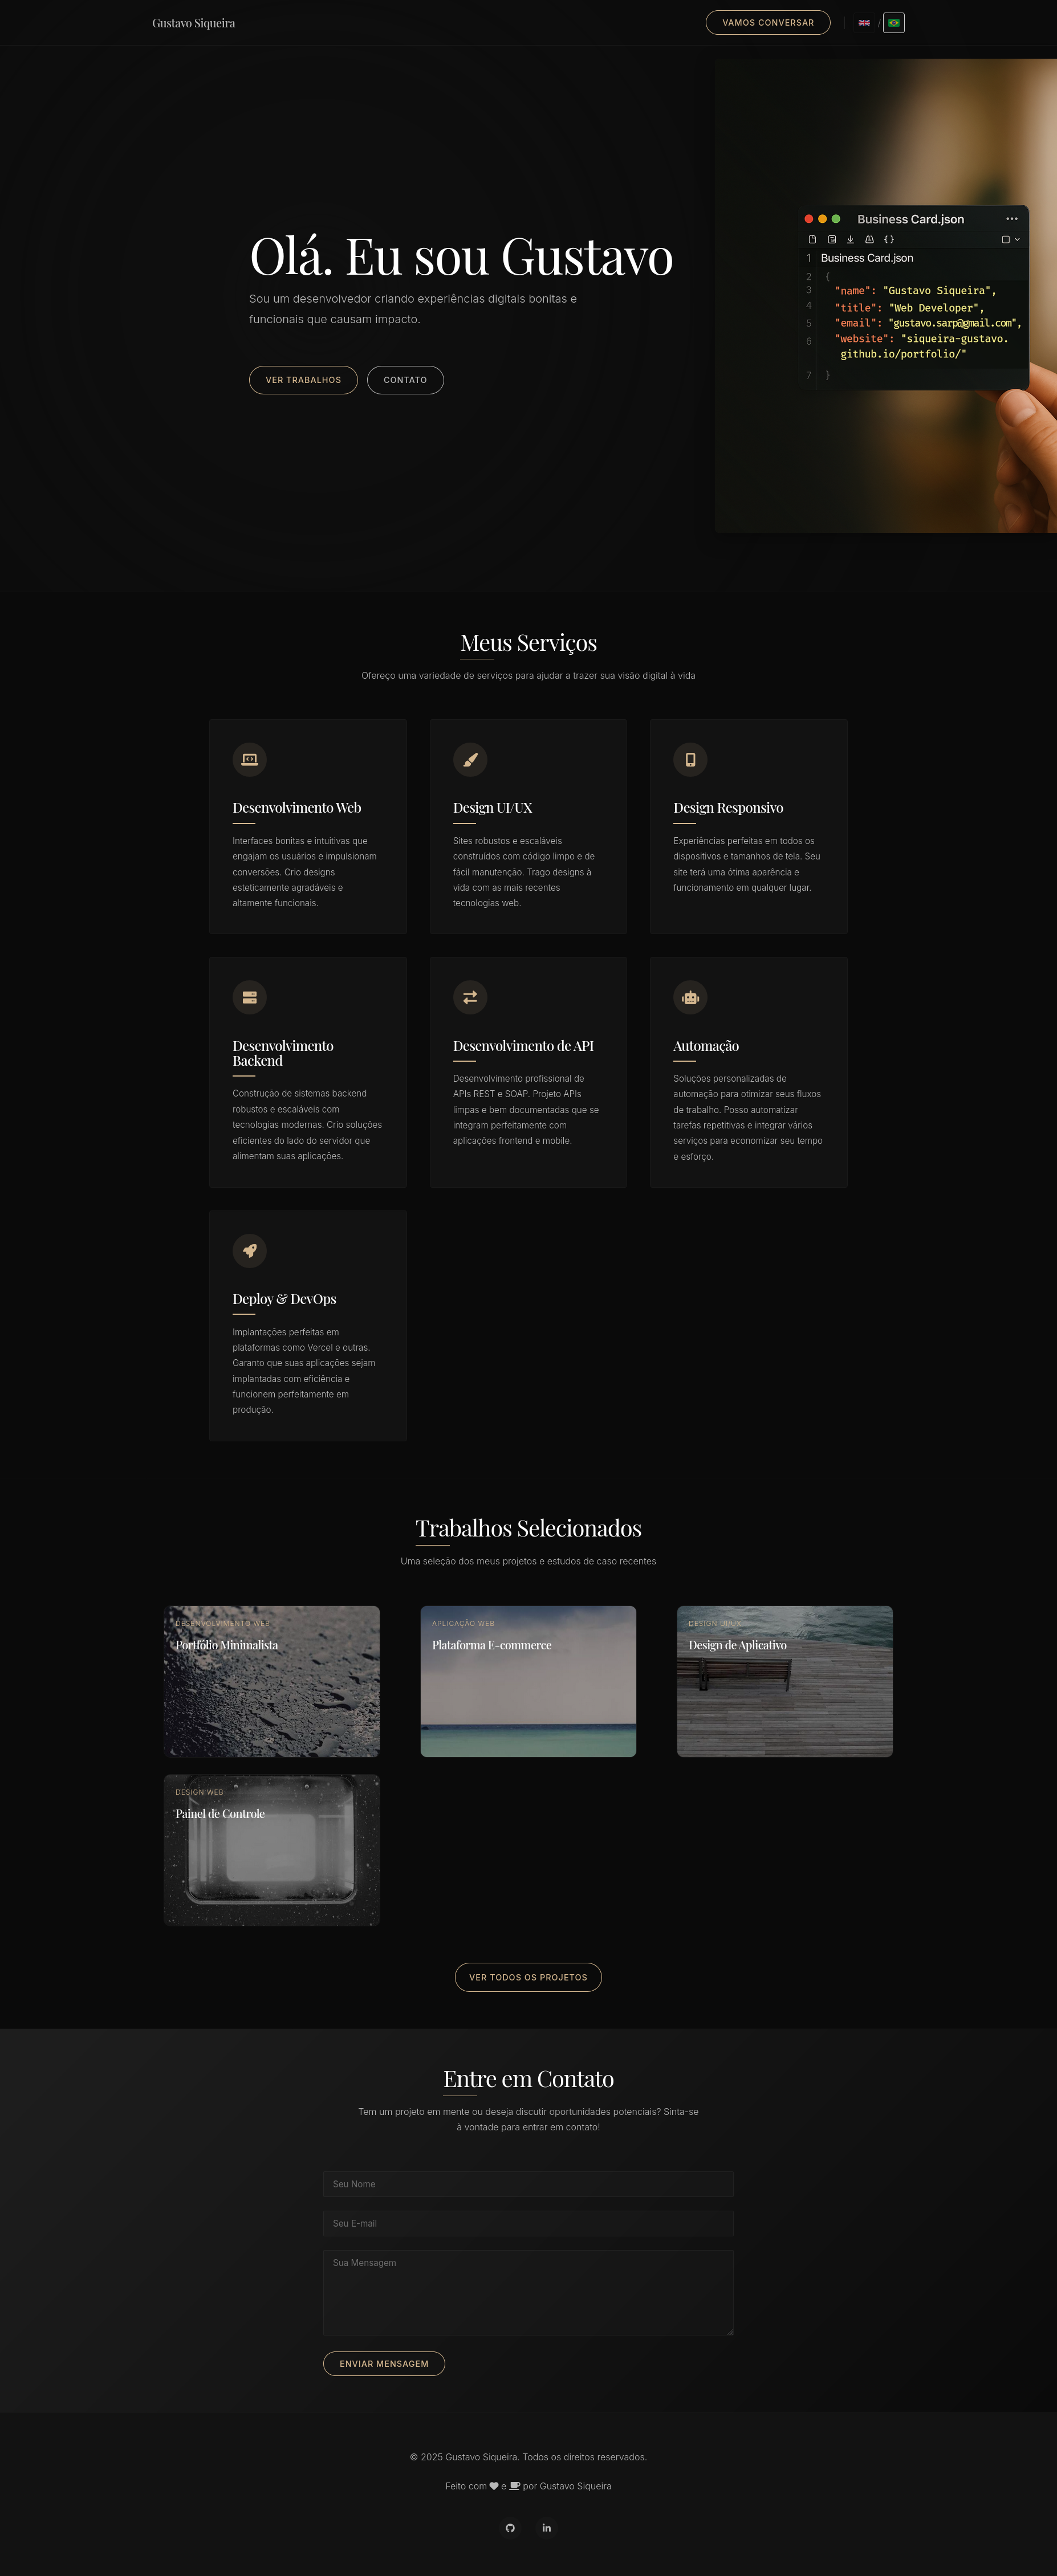 Gustavo Siqueira
VAMOS CONVERSAR
/
Business Card.json
1 Business Card.json
2 {
3 "name": "Gustavo Siqueira",
4 "title": "Web Developer",
5 "email": "gustavo.sarp@gmail.com",
6 "website": "siqueira-gustavo.
github.io/portfolio/"
7 }
Olá. Eu sou Gustavo
Sou um desenvolvedor criando experiências digitais bonitas e
funcionais que causam impacto.
VER TRABALHOS
CONTATO
Meus Serviços
Ofereço uma variedade de serviços para ajudar a trazer sua visão digital à vida
Desenvolvimento Web
Interfaces bonitas e intuitivas que
engajam os usuários e impulsionam
conversões. Crio designs
esteticamente agradáveis e
altamente funcionais.
Design UI/UX
Sites robustos e escaláveis
construídos com código limpo e de
fácil manutenção. Trago designs à
vida com as mais recentes
tecnologias web.
Design Responsivo
Experiências perfeitas em todos os
dispositivos e tamanhos de tela. Seu
site terá uma ótima aparência e
funcionamento em qualquer lugar.
Desenvolvimento
Backend
Construção de sistemas backend
robustos e escaláveis com
tecnologias modernas. Crio soluções
eficientes do lado do servidor que
alimentam suas aplicações.
Desenvolvimento de API
Desenvolvimento profissional de
APIs REST e SOAP. Projeto APIs
limpas e bem documentadas que se
integram perfeitamente com
aplicações frontend e mobile.
Automação
Soluções personalizadas de
automação para otimizar seus fluxos
de trabalho. Posso automatizar
tarefas repetitivas e integrar vários
serviços para economizar seu tempo
e esforço.
Deploy & DevOps
Implantações perfeitas em
plataformas como Vercel e outras.
Garanto que suas aplicações sejam
implantadas com eficiência e
funcionem perfeitamente em
produção.
Trabalhos Selecionados
Uma seleção dos meus projetos e estudos de caso recentes
DESENVOLVIMENTO WEB
Portfólio Minimalista
APLICAÇÃO WEB
Plataforma E-commerce
DESIGN UI/UX
Design de Aplicativo
DESIGN WEB
Painel de Controle
VER TODOS OS PROJETOS
Entre em Contato
Tem um projeto em mente ou deseja discutir oportunidades potenciais? Sinta-se
à vontade para entrar em contato!
Seu Nome
Seu E-mail
Sua Mensagem
ENVIAR MENSAGEM
© 2025 Gustavo Siqueira. Todos os direitos reservados.
Feito com e por Gustavo Siqueira